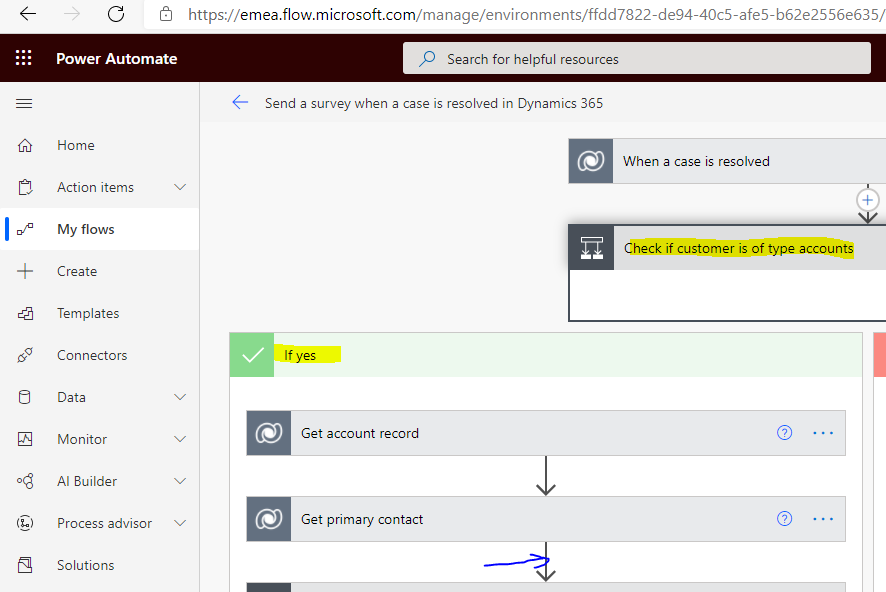 https://emea.flow.microsoft.com/manage/environments/ffdd7822-de94-40c5-afe5-b62e2556e635/
Power Automate
Search for helpful resources
Send a survey when a case is resolved in Dynamics 365
Home
Action items
My flows
Create
Templates
Connectors
Data
Monitor
AI Builder
Process advisor
Solutions
When a case is resolved
Check if customer is of type accounts
If yes
Get account record
Get primary contact